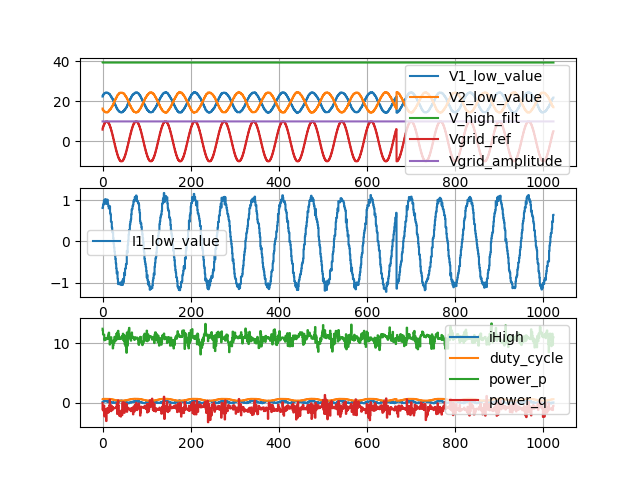 40
20
0
V1_low_value
V2_low_value
V_high_filt
Vgrid_ref
Vgrid_amplitude
0 200 400 600 800 1000
1
0
−1
I1_low_value
0 200 400 600 800 1000
10
0
iHigh
duty_cycle
power_p
power_q
0 200 400 600 800 1000